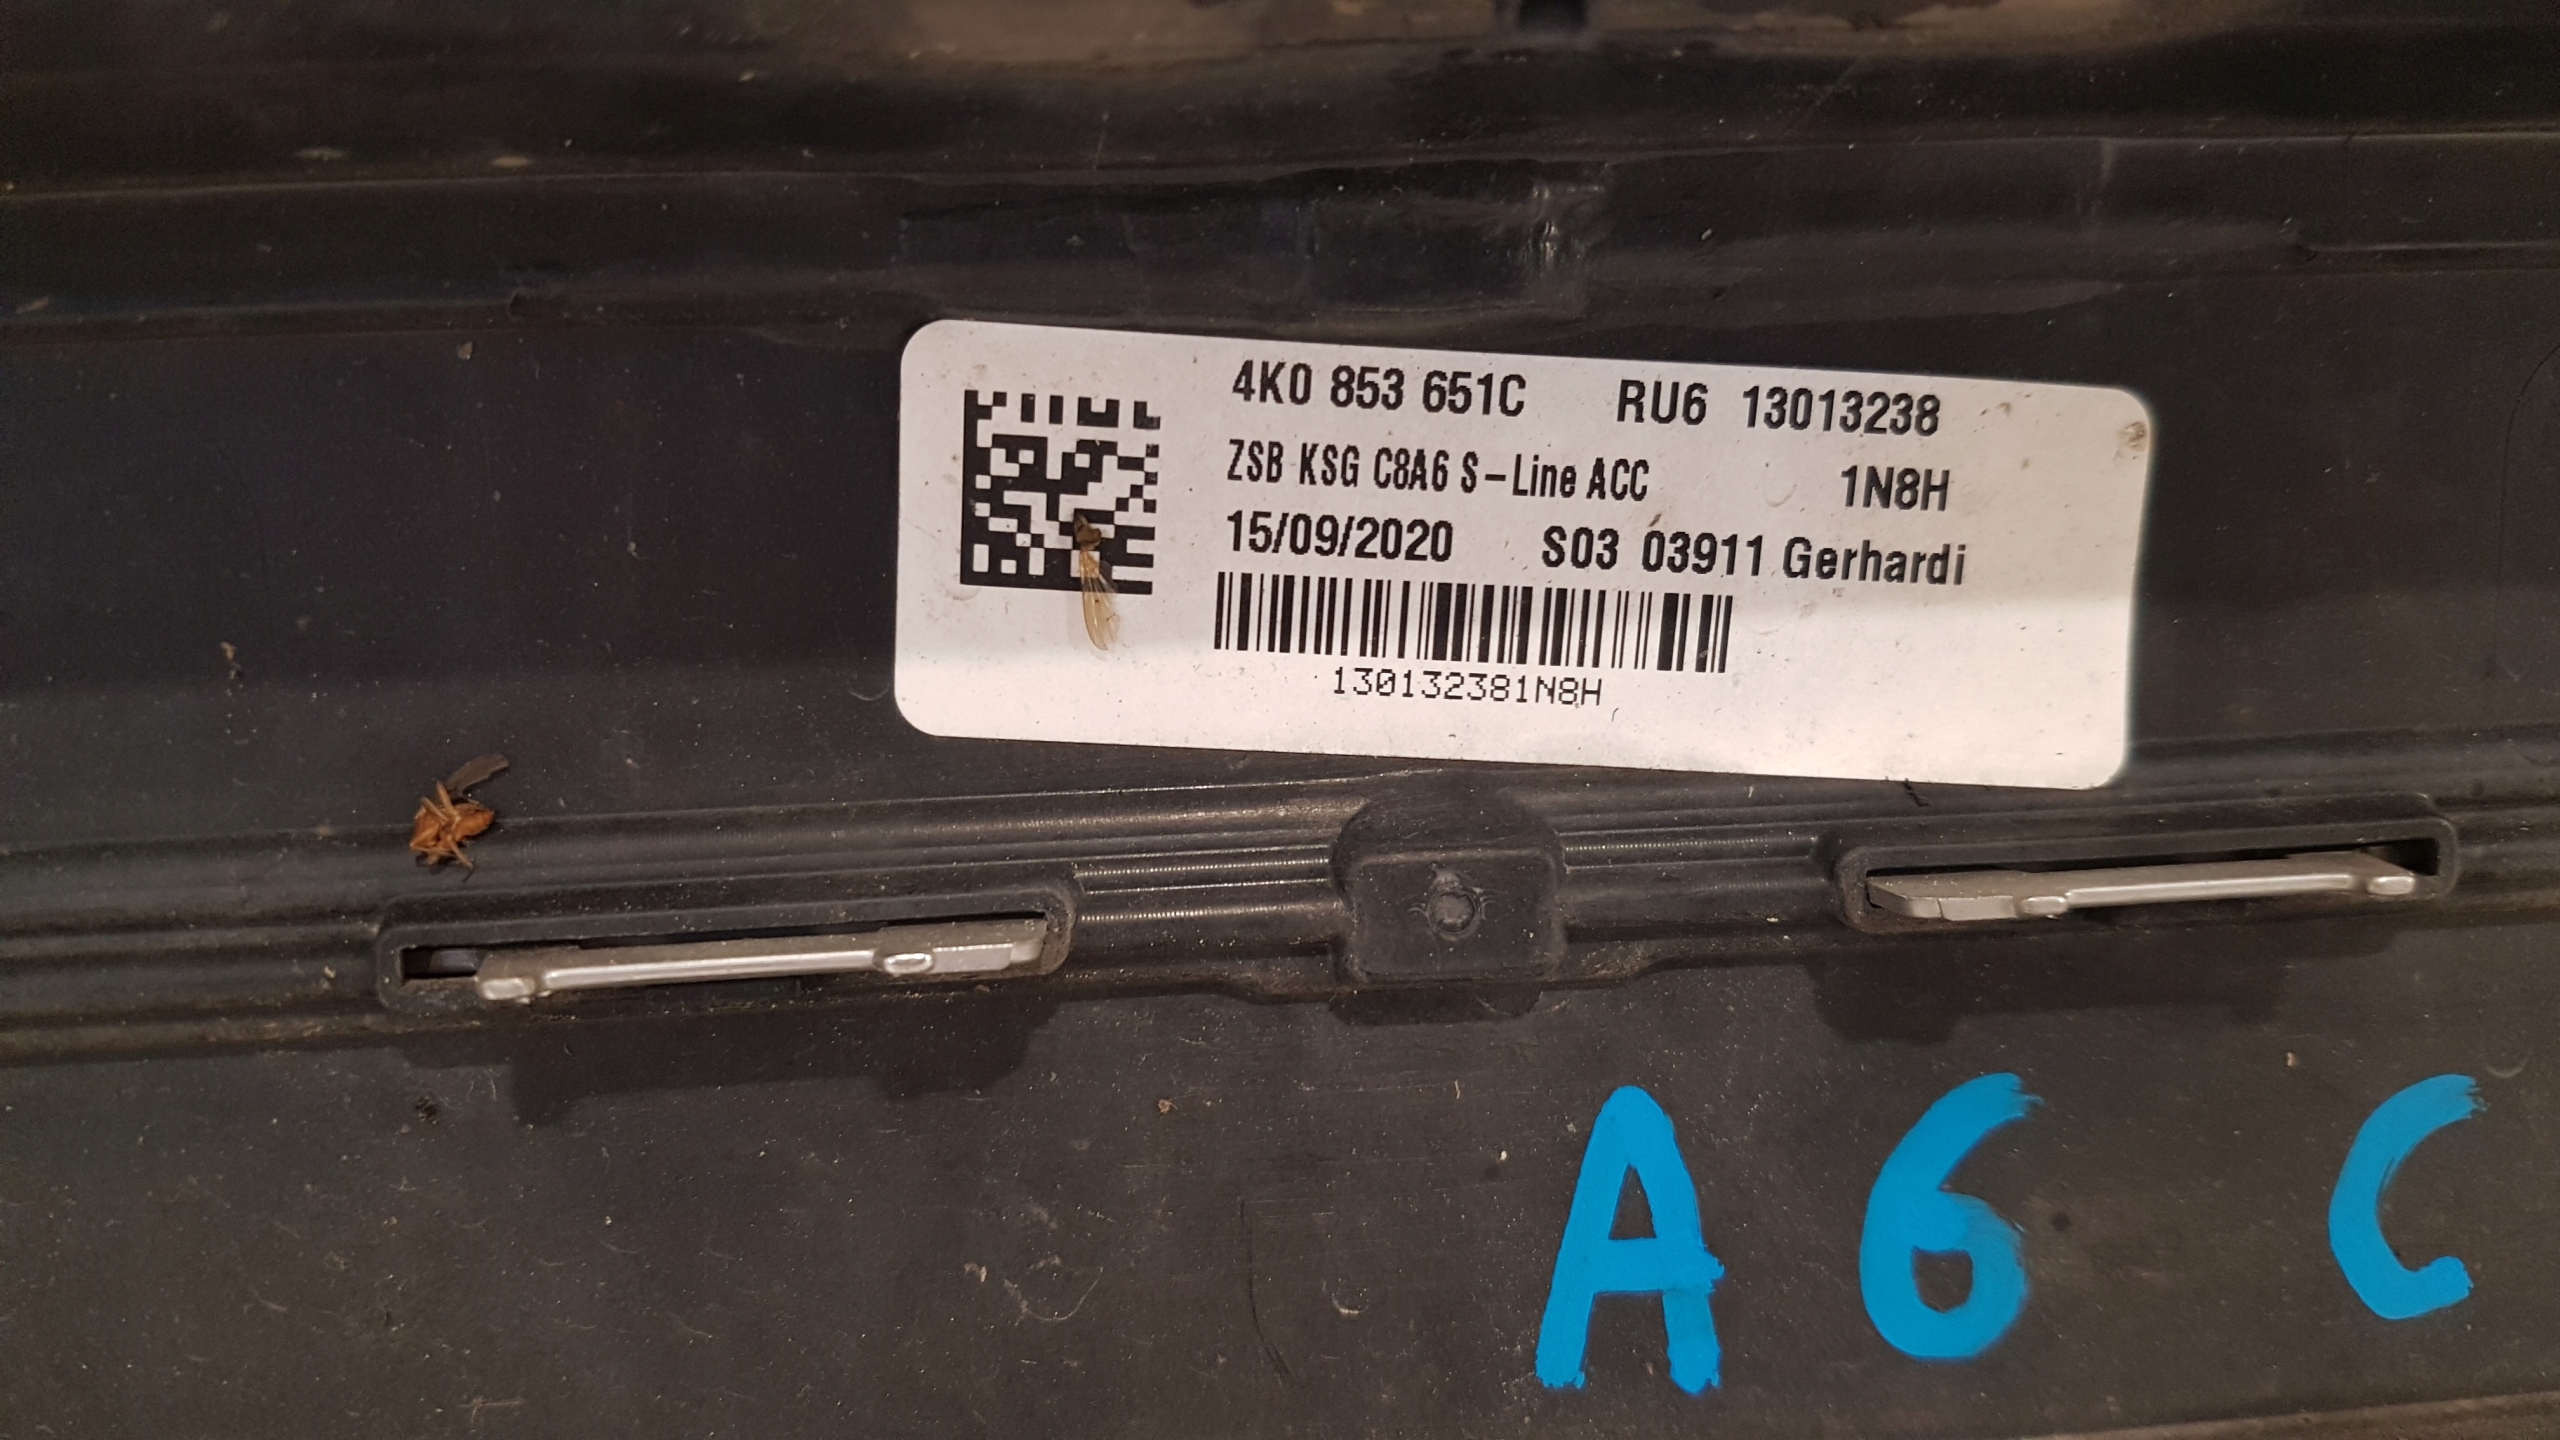 4K0 853 651C RU6 13013238
ZSB KSG C8A6 S-Line ACC 1N8H
15/09/2020 S03 03911 Gerhardi
130132381N8H
A6 C